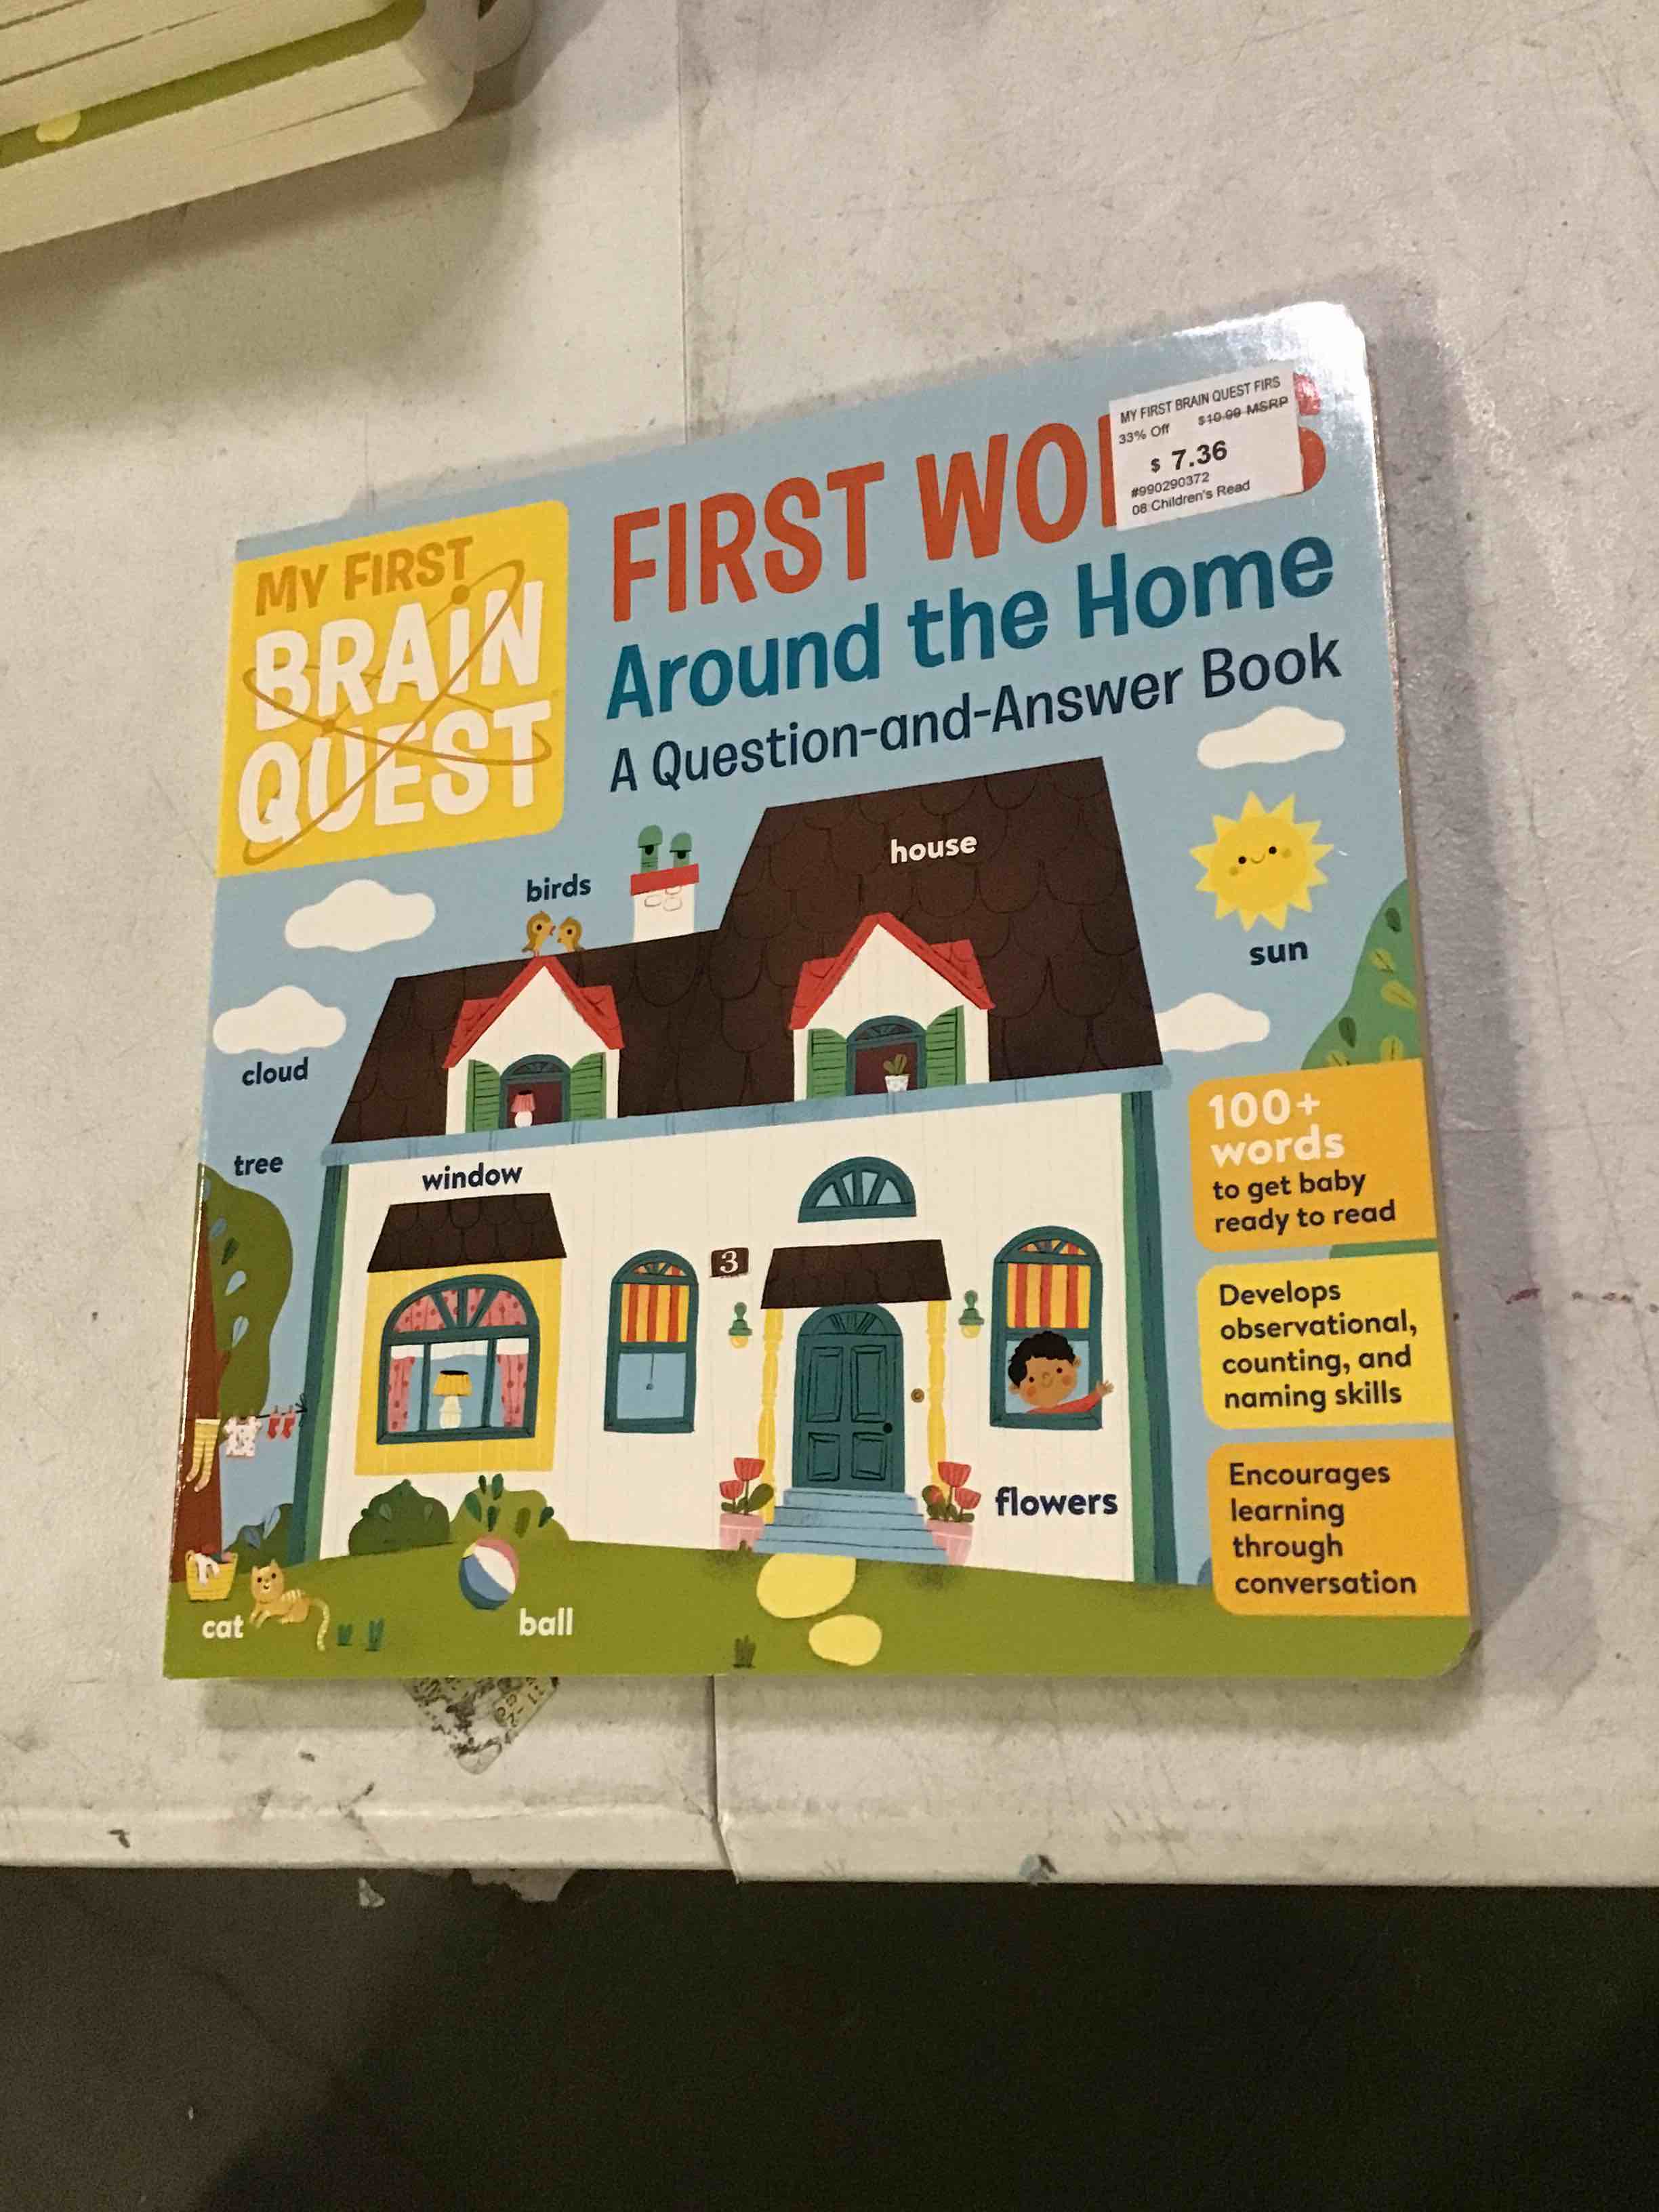 MY FIRST
BRAIN
QUEST
FIRST WO
MY FIRST BRAIN QUEST FIRS
33% Off $10.99 MSRP
$ 7.36
#990290372
08 Children's Read
Around the Home
A Question-and-Answer Book
house
birds
sun
cloud
tree
window
3
flowers
cat
ball
100+
words
to get baby
ready to read
Develops
observational,
counting, and
naming skills
Encourages
learning
through
conversation